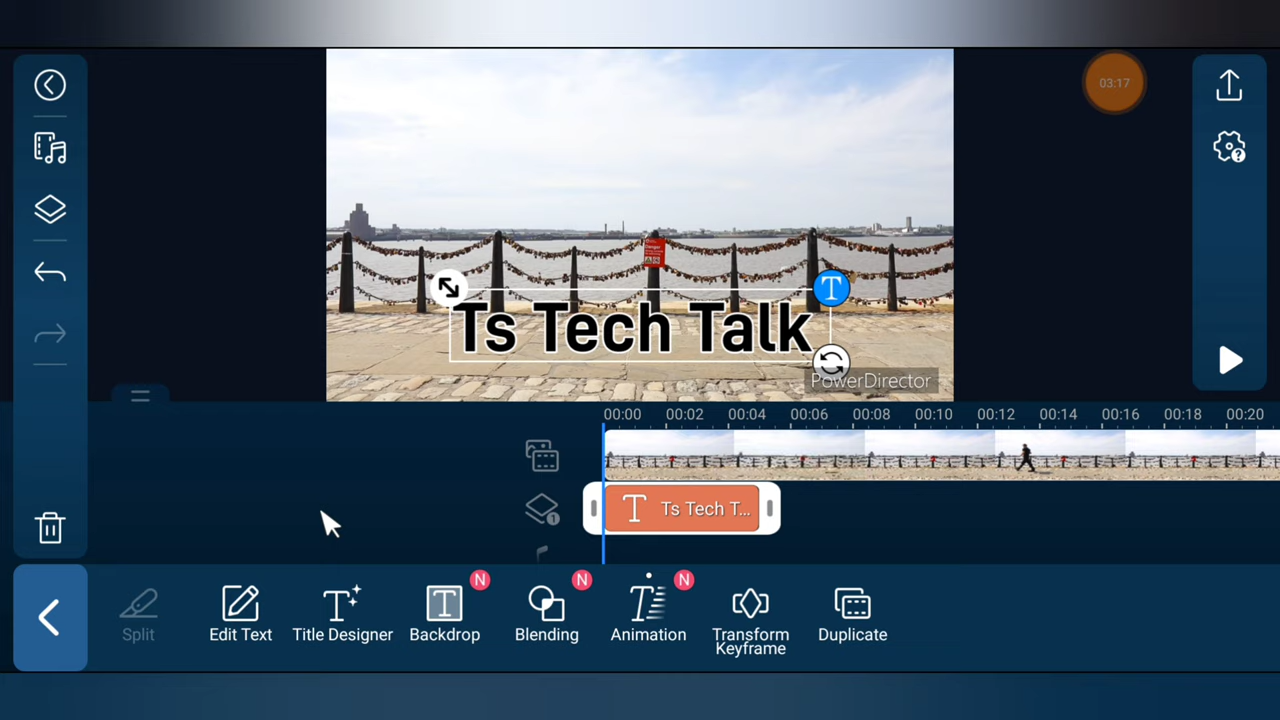 03:17
Danger
Ts Tech Talk
T
PowerDirector
00:00 00:02 00:04 00:06 00:08 00:10 00:12 00:14 00:16 00:18 00:20
1
T Ts Tech T...
N N N
Split Edit Text Title Designer Backdrop Blending Animation Transform Keyframe Duplicate